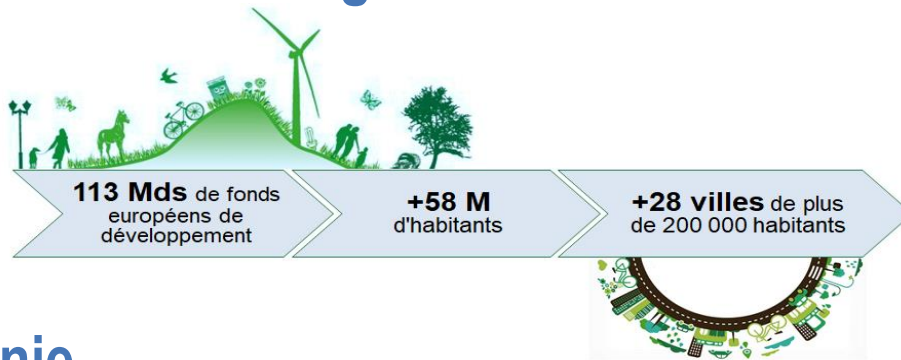 113 Mds de fonds
européens de
développement
+58 M
d'habitants
+28 villes de plus
de 200 000 habitants